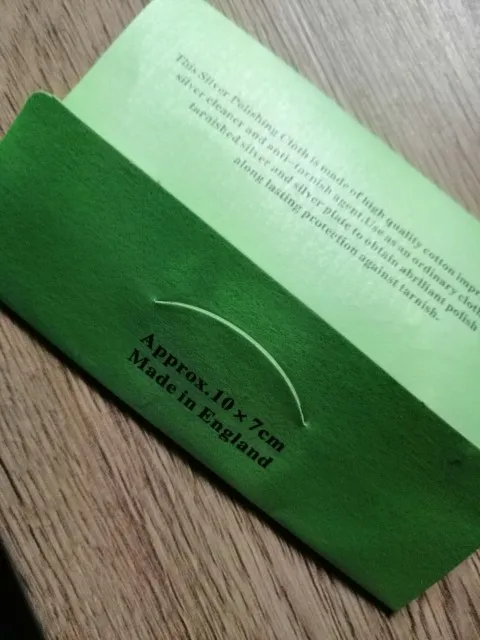 This Silver Polishing Cloth is made of high quality cotton impr
silver cleaner and anti-tarnish agent.Use as an ordinary cloth
tarnished silver and silver plate to obtain abrilliant polish
along lasting protection against tarnish.
Approx.10×7cm
Made in England